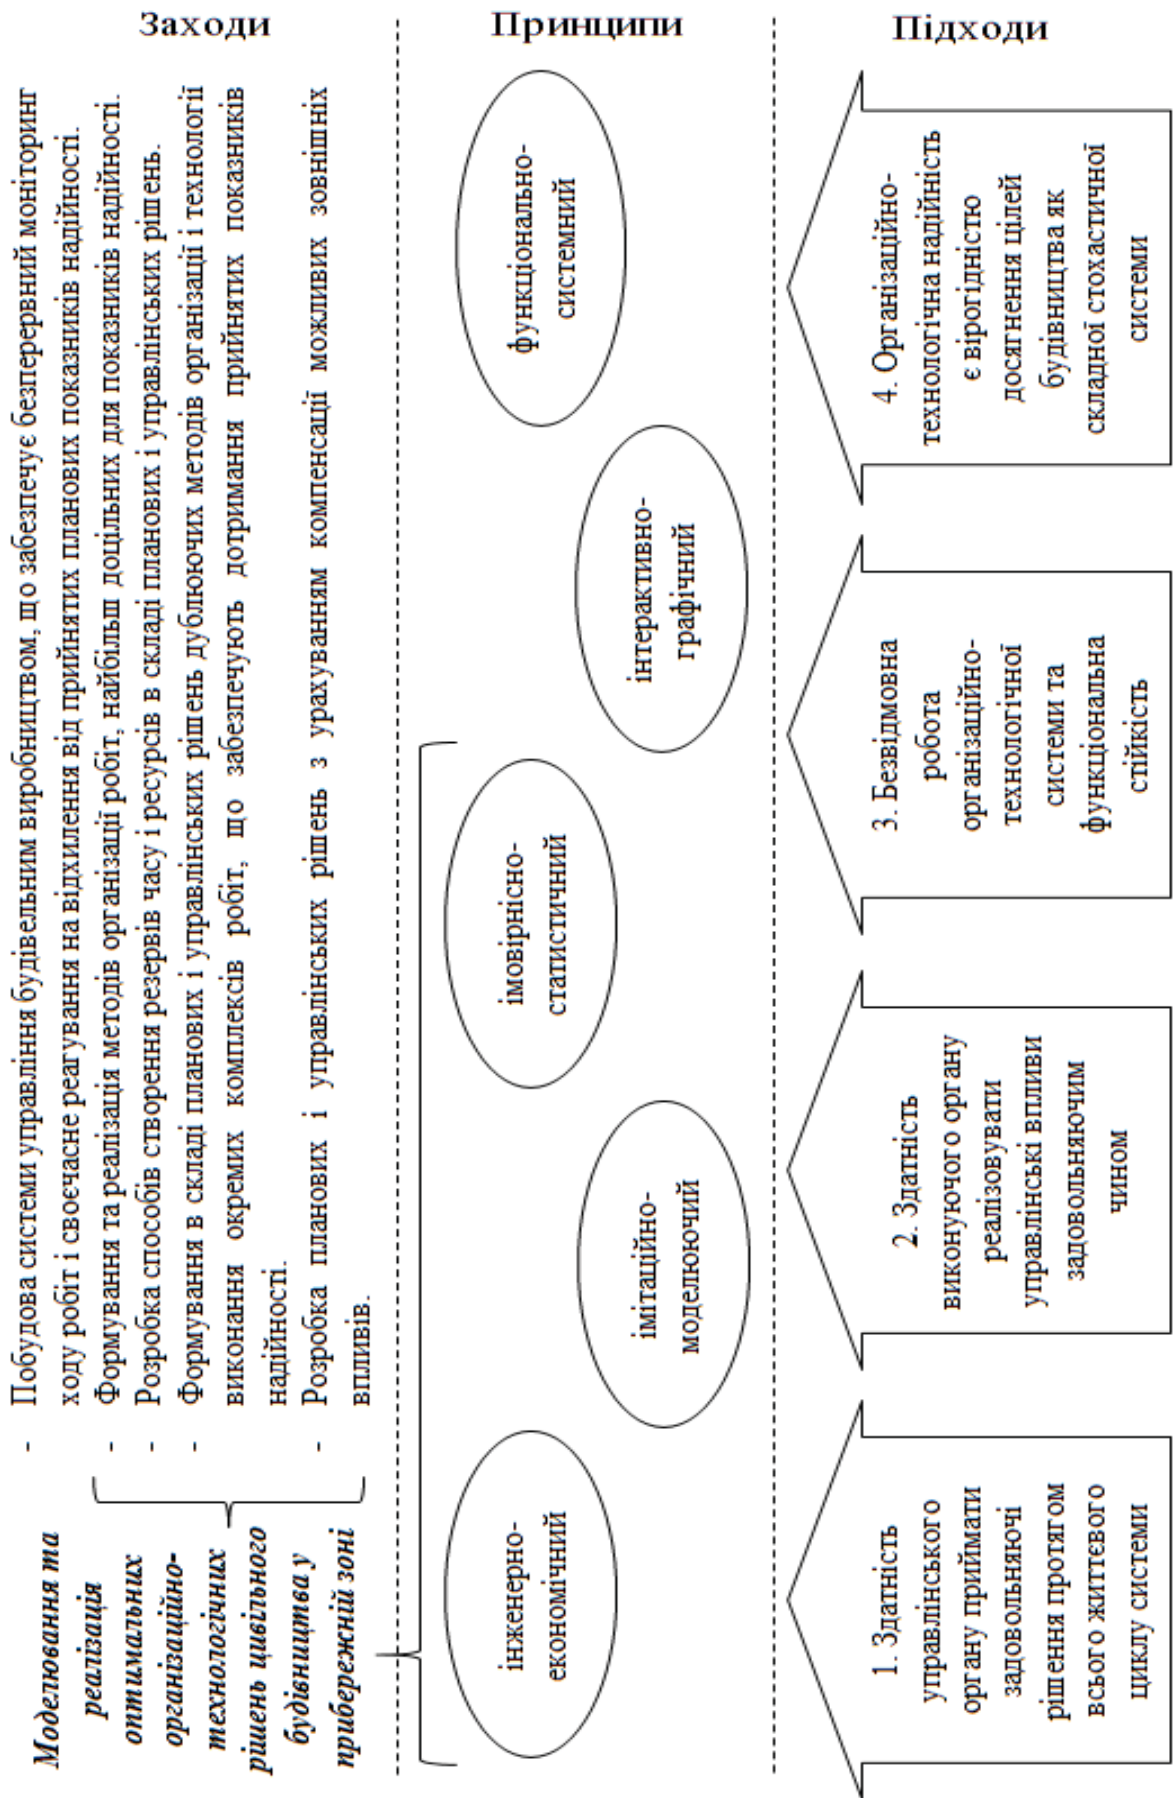 Заходи
Моделювання та
реалізація
оптимальних
організаційно-
технологічних
рішень цивільного
будівництва у
прибережній зоні
- Побудова системи управління будівельним виробництвом, що забезпечує безперервний моніторинг
ходу робіт і своєчасне реагування на відхилення від прийнятих планових показників надійності.
- Формування та реалізація методів організації робіт, найбільш доцільних для показників надійності.
- Розробка способів створення резервів часу і ресурсів в складі планових і управлінських рішень.
- Формування в складі планових і управлінських рішень дублюючих методів організації і технології
виконання окремих комплексів робіт, що забезпечують дотримання прийнятих показників
надійності.
- Розробка планових і управлінських рішень з урахуванням компенсації можливих зовнішніх
впливів.
Принципи
інженерно-
економічний
імітаційно-
моделюючий
імовірнісно-
статистичний
інтерактивно-
графічний
функціонально-
системний
Підходи
1. Здатність
управлінського
органу приймати
задовольняючі
рішення протягом
всього життєвого
циклу системи
2. Здатність
виконуючого органу
реалізовувати
управлінські впливи
задовольняючим
чином
3. Безвідмовна
робота
організаційно-
технологічної
системи та
функціональна
стійкість
4. Організаційно-
технологічна надійність
є вірогідністю
досягнення цілей
будівництва як
складної стохастичної
системи